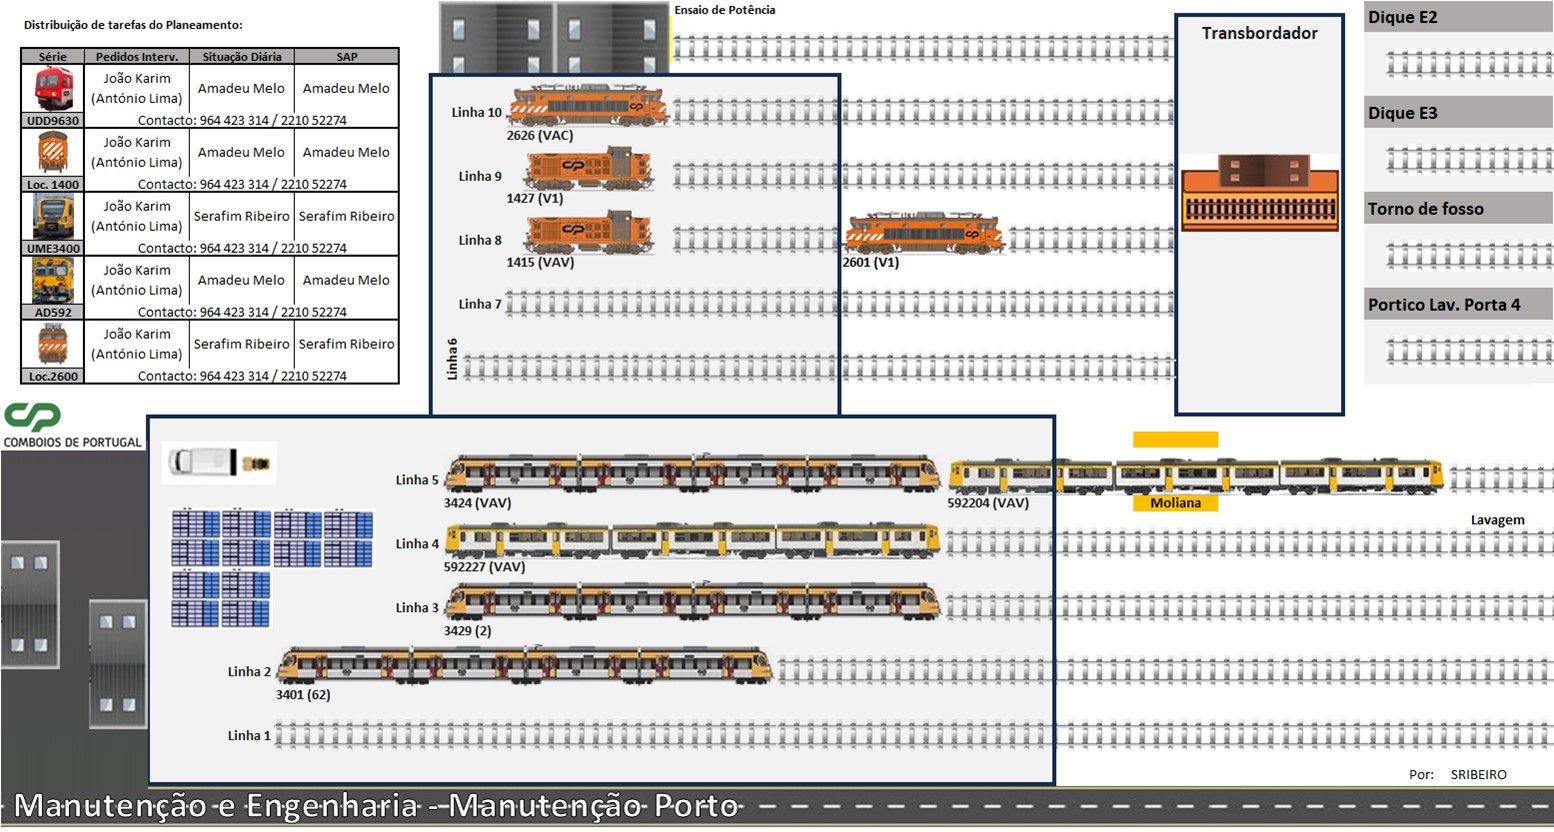 Distribuição de tarefas do Planeamento:
Série Pedidos Interv. Situação Diária SAP
João Karim
(António Lima) Amadeu Melo Amadeu Melo
UDD9630 Contacto: 964 423 314 / 2210 52274
João Karim
(António Lima) Amadeu Melo Amadeu Melo
Loc. 1400 Contacto: 964 423 314 / 2210 52274
João Karim
(António Lima) Serafim Ribeiro Serafim Ribeiro
UME3400 Contacto: 964 423 314 / 2210 52274
João Karim
(António Lima) Amadeu Melo Amadeu Melo
AD592 Contacto: 964 423 314 / 2210 52274
João Karim
(António Lima) Serafim Ribeiro Serafim Ribeiro
Loc.2600 Contacto: 964 423 314 / 2210 52274
Ensaio de Potência
Linha 10
2626 (VAC)
Linha 9
1427 (V1)
Linha 8
1415 (VAV)
2601 (V1)
Linha 7
Linha 6
Transbordador
Dique E2
Dique E3
Torno de fosso
Portico Lav. Porta 4
CP
COMBOIOS DE PORTUGAL
Linha 5
3424 (VAV)
592204 (VAV)
Moliana
Lavagem
Linha 4
592227 (VAV)
Linha 3
3429 (2)
Linha 2
3401 (62)
Linha 1
Por: SRIBEIRO
Manutenção e Engenharia - Manutenção Porto